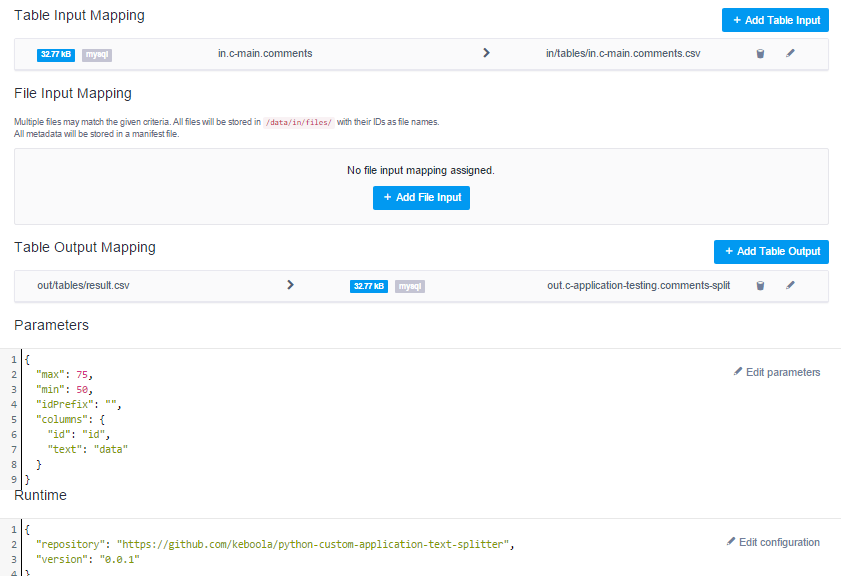 Table Input Mapping
+ Add Table Input
32.77 kB mysql in.c-main.comments > in/tables/in.c-main.comments.csv
File Input Mapping
Multiple files may match the given criteria. All files will be stored in /data/in/files/ with their IDs as file names.
All metadata will be stored in a manifest file.
No file input mapping assigned.
+ Add File Input
Table Output Mapping
+ Add Table Output
out/tables/result.csv > 32.77 kB mysql out.c-application-testing.comments-split
Parameters
Edit parameters
1 {
2 "max": 75,
3 "min": 50,
4 "idPrefix": "",
5 "columns": {
6 "id": "id",
7 "text": "data"
8 }
9 }
Runtime
Edit configuration
1 {
2 "repository": "https://github.com/keboola/python-custom-application-text-splitter",
3 "version": "0.0.1"
4 }